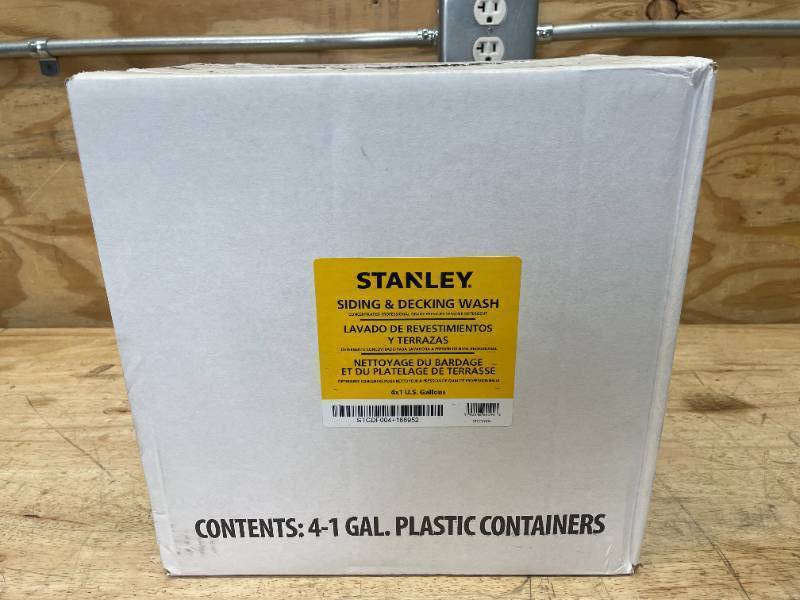 STANLEY
SIDING & DECKING WASH
LAVADO DE REVESTIMIENTOS
Y TERRAZAS
NETTOYAGE DU BARDAGE
ET DU PLATELAGE DE TERRASSE
4x1 U.S. Gallons
CONTENTS: 4-1 GAL. PLASTIC CONTAINERS